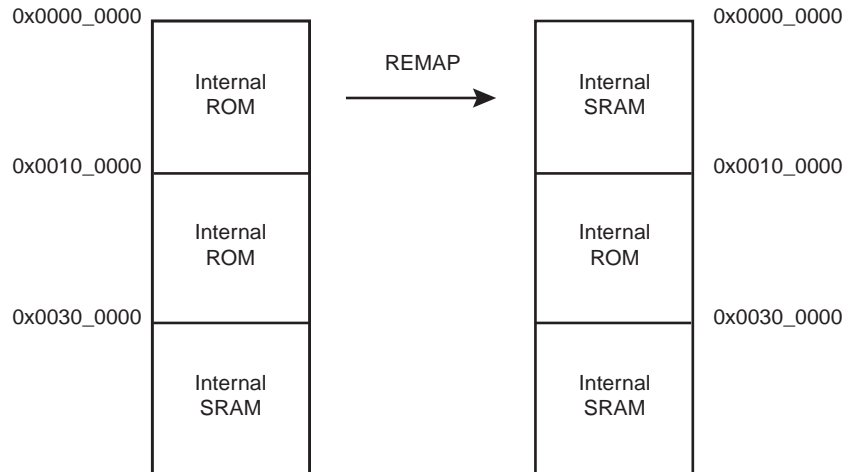 0x0000_0000
0x0000_0000
REMAP
Internal
ROM
Internal
SRAM
0x0010_0000
0x0010_0000
Internal
ROM
Internal
ROM
0x0030_0000
0x0030_0000
Internal
SRAM
Internal
SRAM